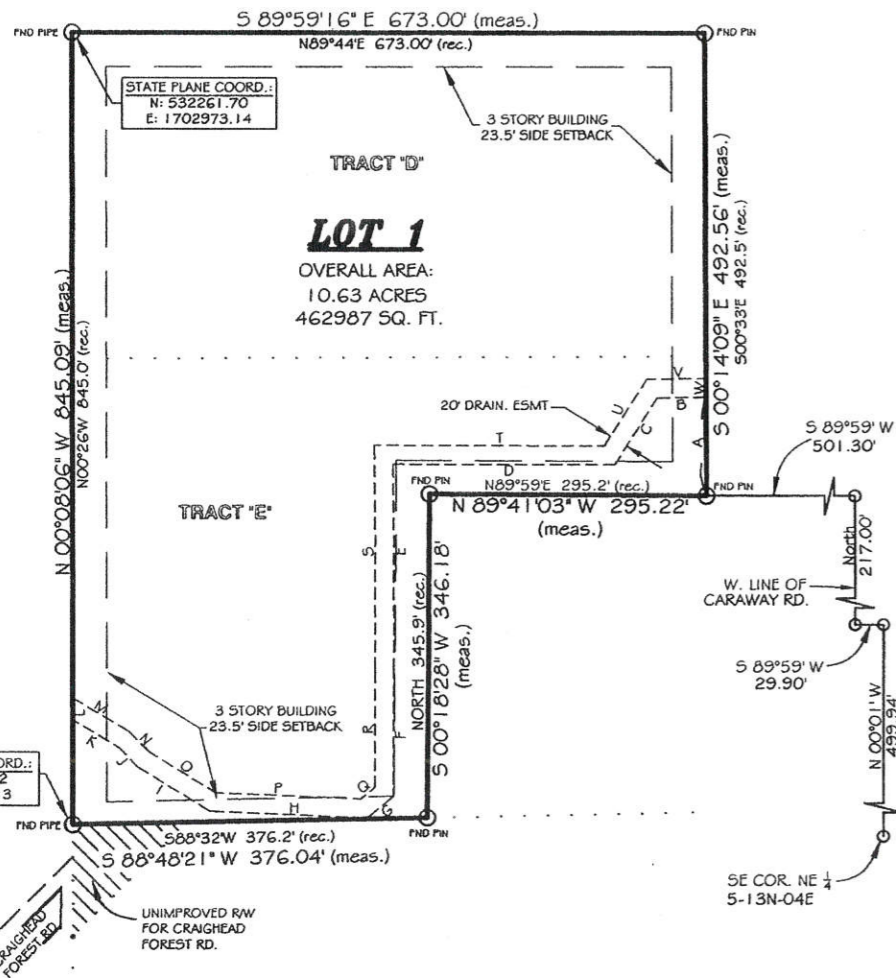 S 89°59'16" E 673.00' (meas.)
N89°44'E 673.00' (rec.)
FND PIPE
FND PIN
STATE PLANE COORD.:
N: 532261.70
E: 1702973.14
3 STORY BUILDING
23.5' SIDE SETBACK
TRACT "D"
LOT 1
OVERALL AREA:
10.63 ACRES
462987 SQ. FT.
N 00°08'06" W 845.09' (meas.)
N00°26'W 845.0' (rec.)
S 00°14'09" E 492.56' (meas.)
S00°33'E 492.5' (rec.)
20' DRAIN. ESMT
U
V
W
B
C
A
T
D
S 89°59' W
501.30'
FND PIN
N89°59'E 295.2' (rec.)
N 89°41'03" W 295.22'
(meas.)
FND PIN
TRACT "E"
S
E
NORTH 345.9' (rec.)
S 00°18'28" W 346.18'
(meas.)
North
217.00'
W. LINE OF
CARAWAY RD.
S 89°59' W
29.90'
N 00°01' W
499.94'
3 STORY BUILDING
23.5' SIDE SETBACK
L
M
K
N
J
O
I
P
H
Q
G
R
F
ORD.:
2
3
FND PIPE
FND PIN
S88°32'W 376.2' (rec.)
S 88°48'21" W 376.04' (meas.)
SE COR. NE ¼
5-13N-04E
UNIMPROVED R/W
FOR CRAIGHEAD
FOREST RD.
CRAIGHEAD
FOREST RD.